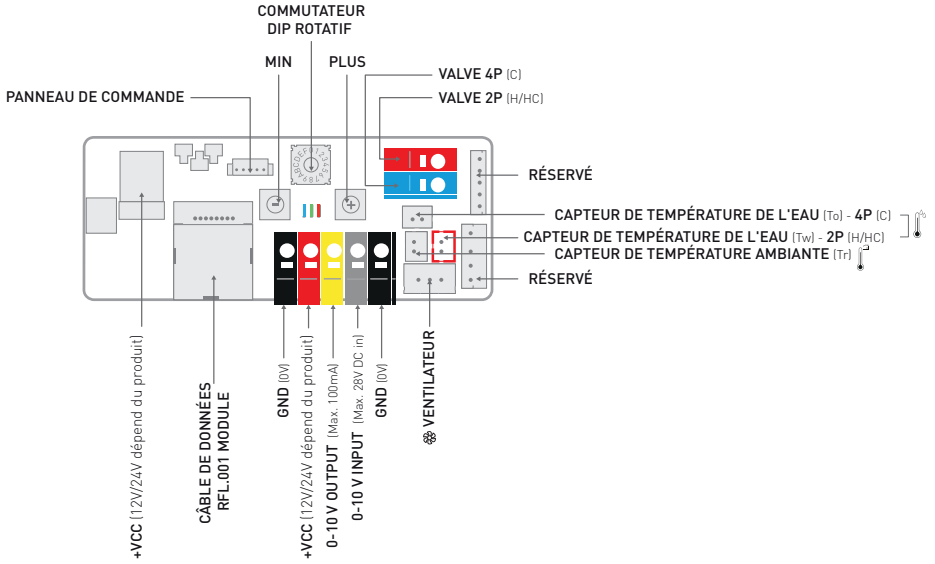 COMMUTATEUR
DIP ROTATIF
MIN
PLUS
VALVE 4P (C)
PANNEAU DE COMMANDE
VALVE 2P (H/HC)
RÉSERVÉ
CAPTEUR DE TEMPÉRATURE DE L'EAU (To) - 4P (C)
CAPTEUR DE TEMPÉRATURE DE L'EAU (Tw) - 2P (H/HC)
CAPTEUR DE TEMPÉRATURE AMBIANTE (Tr)
RÉSERVÉ
+VCC (12V/24V dépend du produit)
CÂBLE DE DONNÉES
RFL.001 MODULE
GND (0V)
+VCC (12V/24V dépend du produit)
0-10 V OUTPUT (Max. 100mA)
0-10 V INPUT (Max. 28V DC in)
GND (0V)
VENTILATEUR